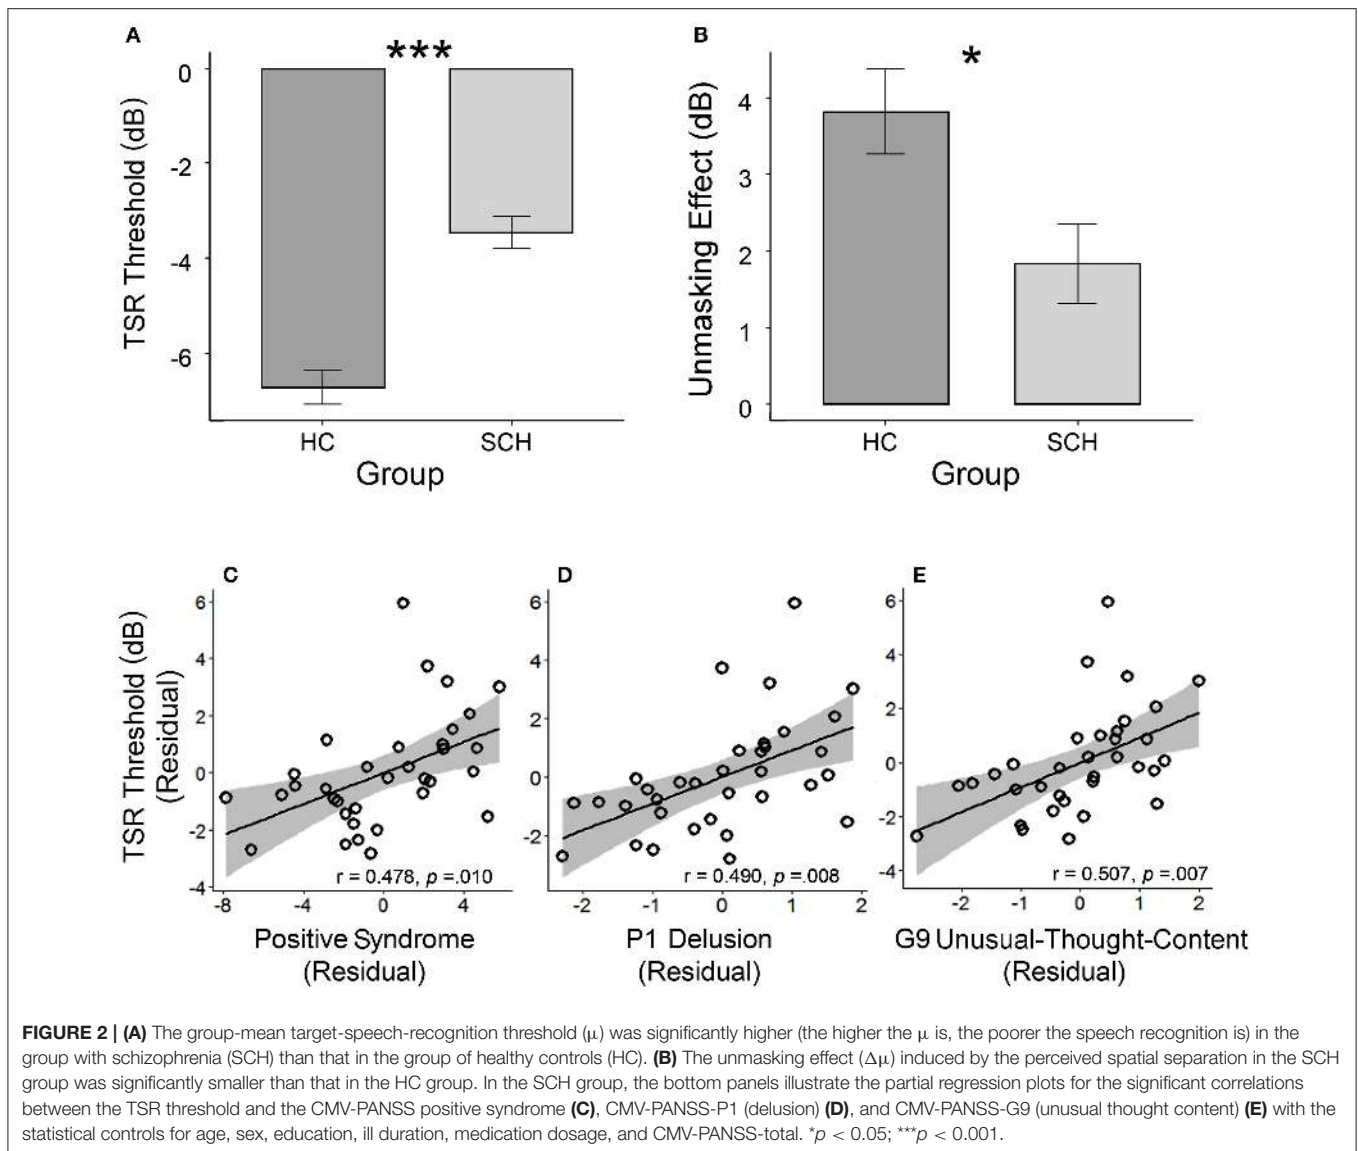 A
***
0
-2
-4
-6
TSR Threshold (dB)
HC
SCH
Group
B
*
4
3
2
1
0
Unmasking Effect (dB)
HC
SCH
Group
C
6
4
2
0
-2
-4
TSR Threshold (dB)
(Residual)
r = 0.478, p =.010
-8
-4
0
4
Positive Syndrome
(Residual)
D
6
4
2
0
-2
r = 0.490, p =.008
-2
-1
0
1
2
P1 Delusion
(Residual)
E
6
4
2
0
-2
-4
r = 0.507, p =.007
-2
-1
0
1
2
G9 Unusual-Thought-Content
(Residual)
FIGURE 2 | (A) The group-mean target-speech-recognition threshold (μ) was significantly higher (the higher the μ is, the poorer the speech recognition is) in the
group with schizophrenia (SCH) than that in the group of healthy controls (HC). (B) The unmasking effect (Δμ) induced by the perceived spatial separation in the SCH
group was significantly smaller than that in the HC group. In the SCH group, the bottom panels illustrate the partial regression plots for the significant correlations
between the TSR threshold and the CMV-PANSS positive syndrome (C), CMV-PANSS-P1 (delusion) (D), and CMV-PANSS-G9 (unusual thought content) (E) with the
statistical controls for age, sex, education, ill duration, medication dosage, and CMV-PANSS-total. *p < 0.05; ***p < 0.001.